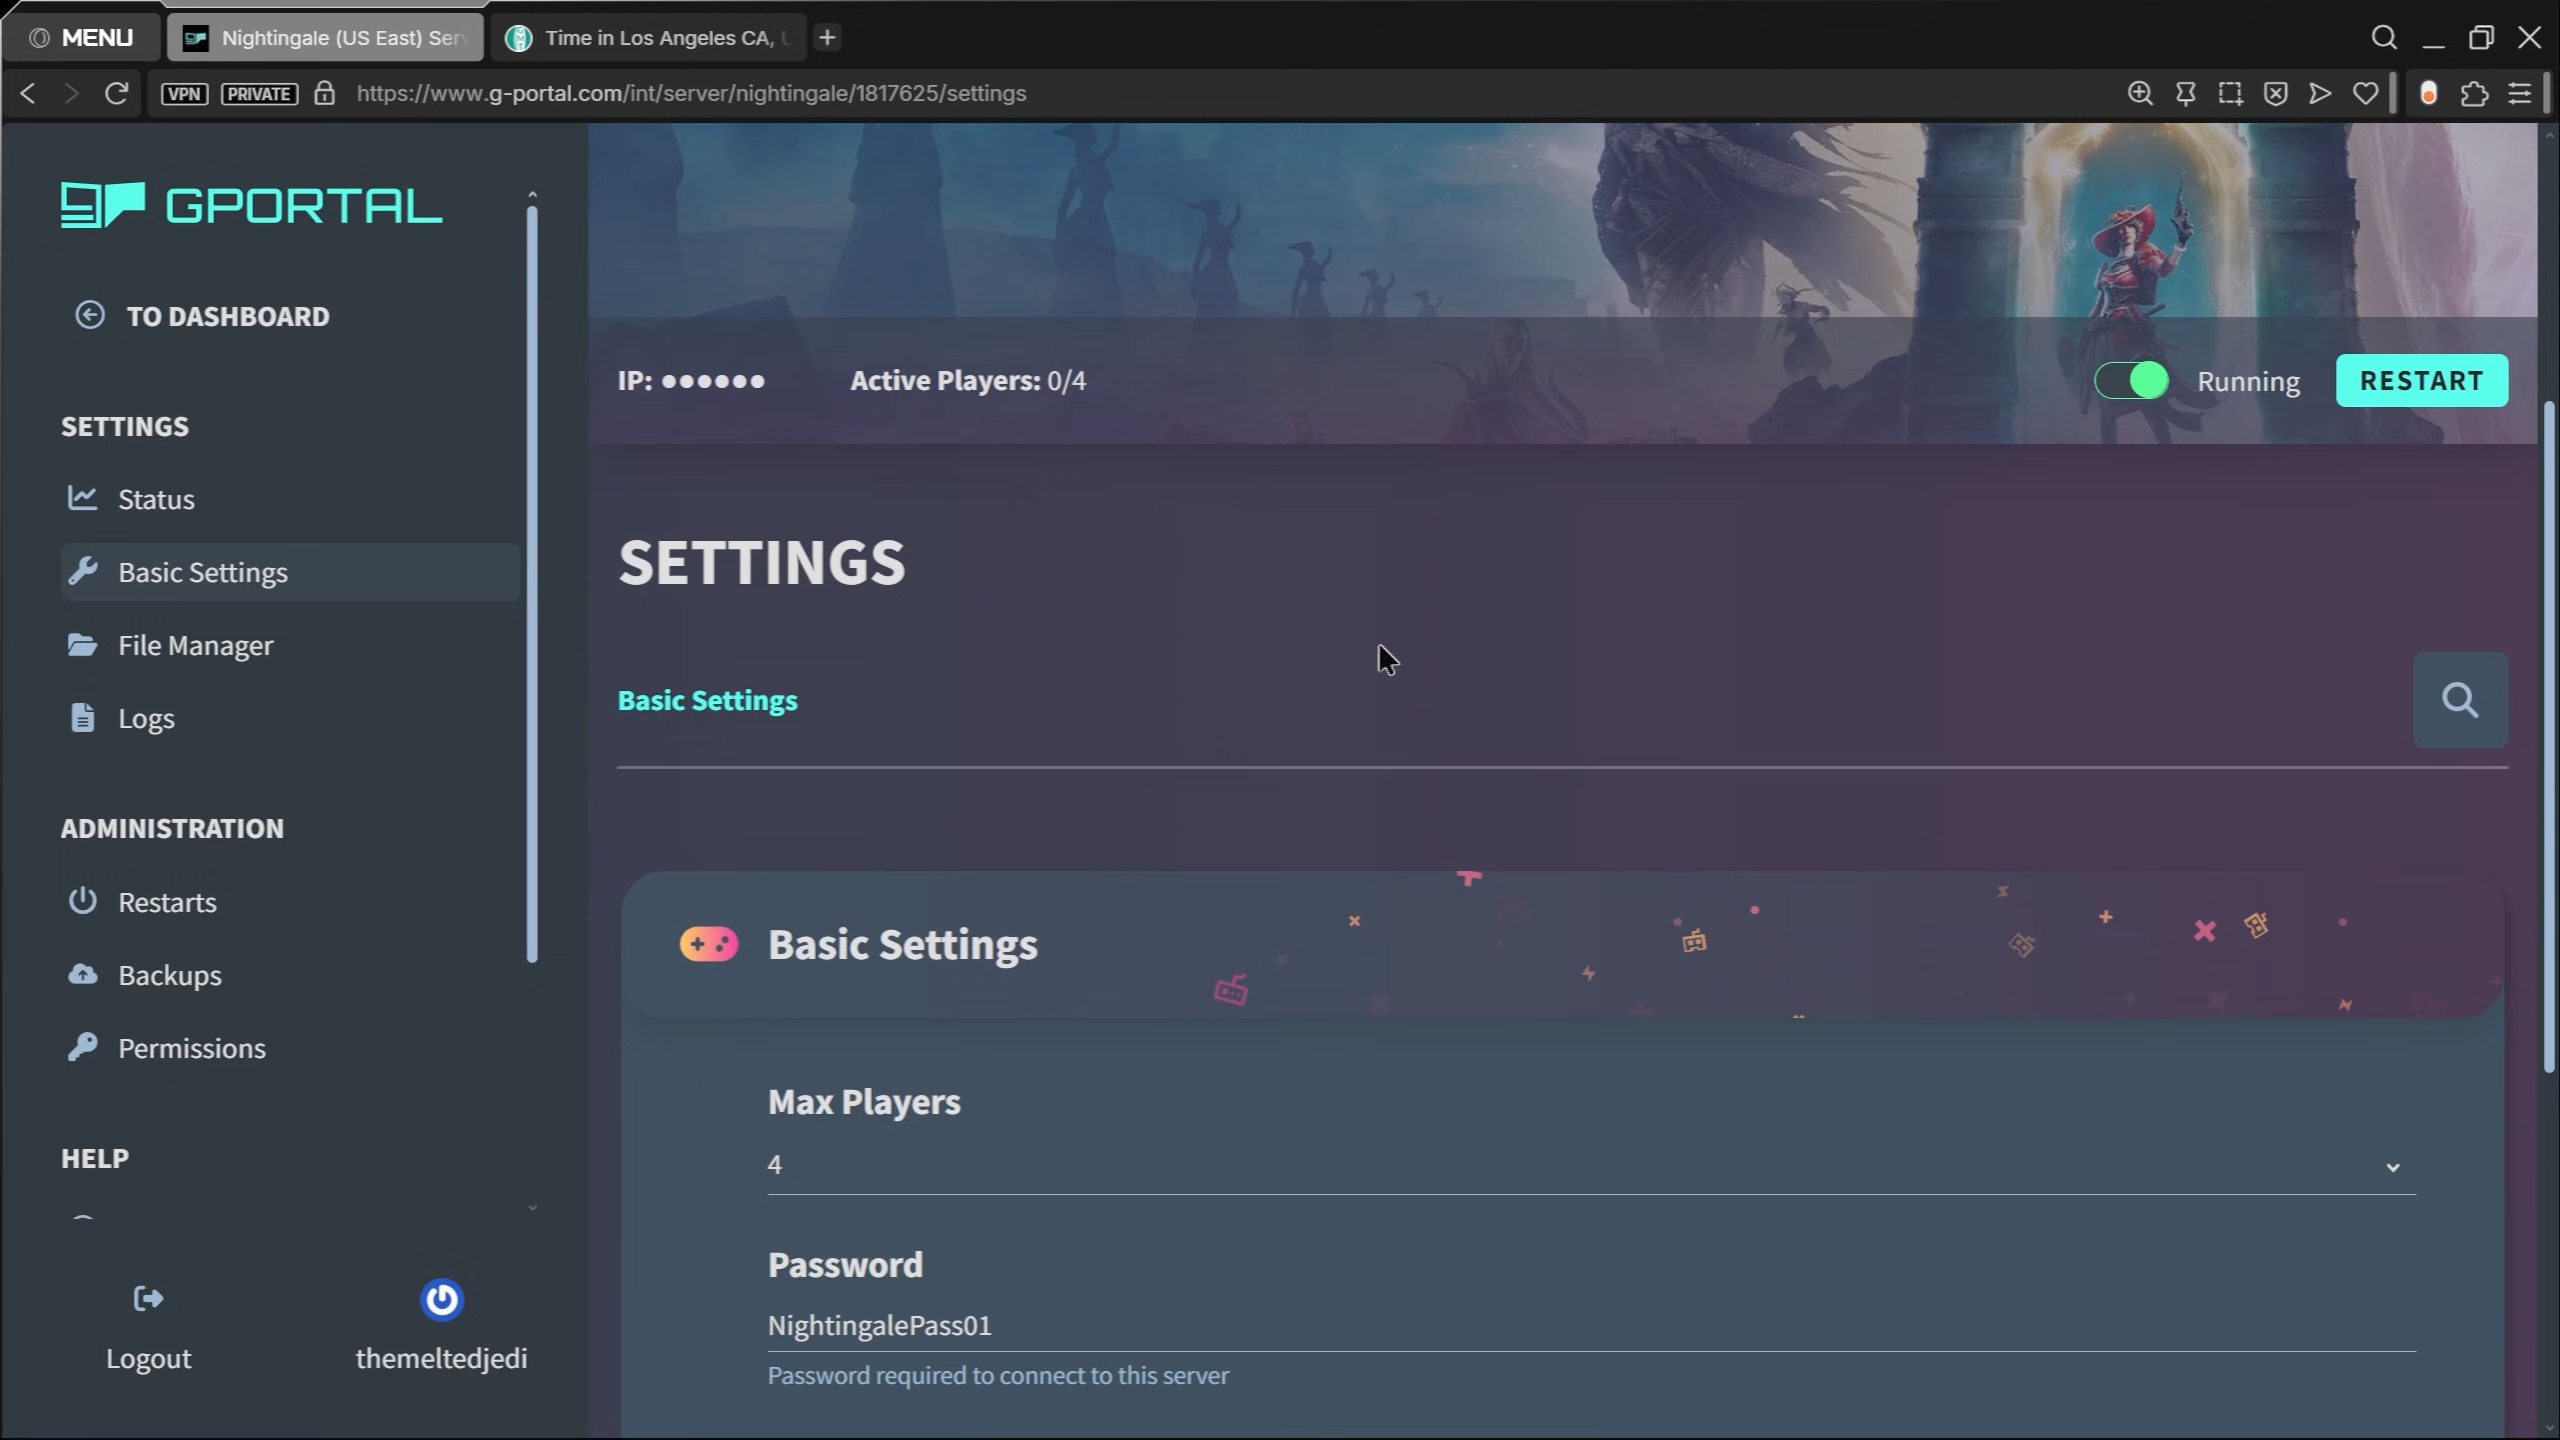 MENU
Nightingale (US East) Ser
Time in Los Angeles CA, U
VPN
PRIVATE
https://www.g-portal.com/int/server/nightingale/1817625/settings
GPORTAL
TO DASHBOARD
SETTINGS
Status
Basic Settings
File Manager
Logs
ADMINISTRATION
Restarts
Backups
Permissions
HELP
Logout
themeltedjedi
IP: ●●●●●●
Active Players: 0/4
Running
RESTART
SETTINGS
Basic Settings
Basic Settings
Max Players
4
Password
NightingalePass01
Password required to connect to this server